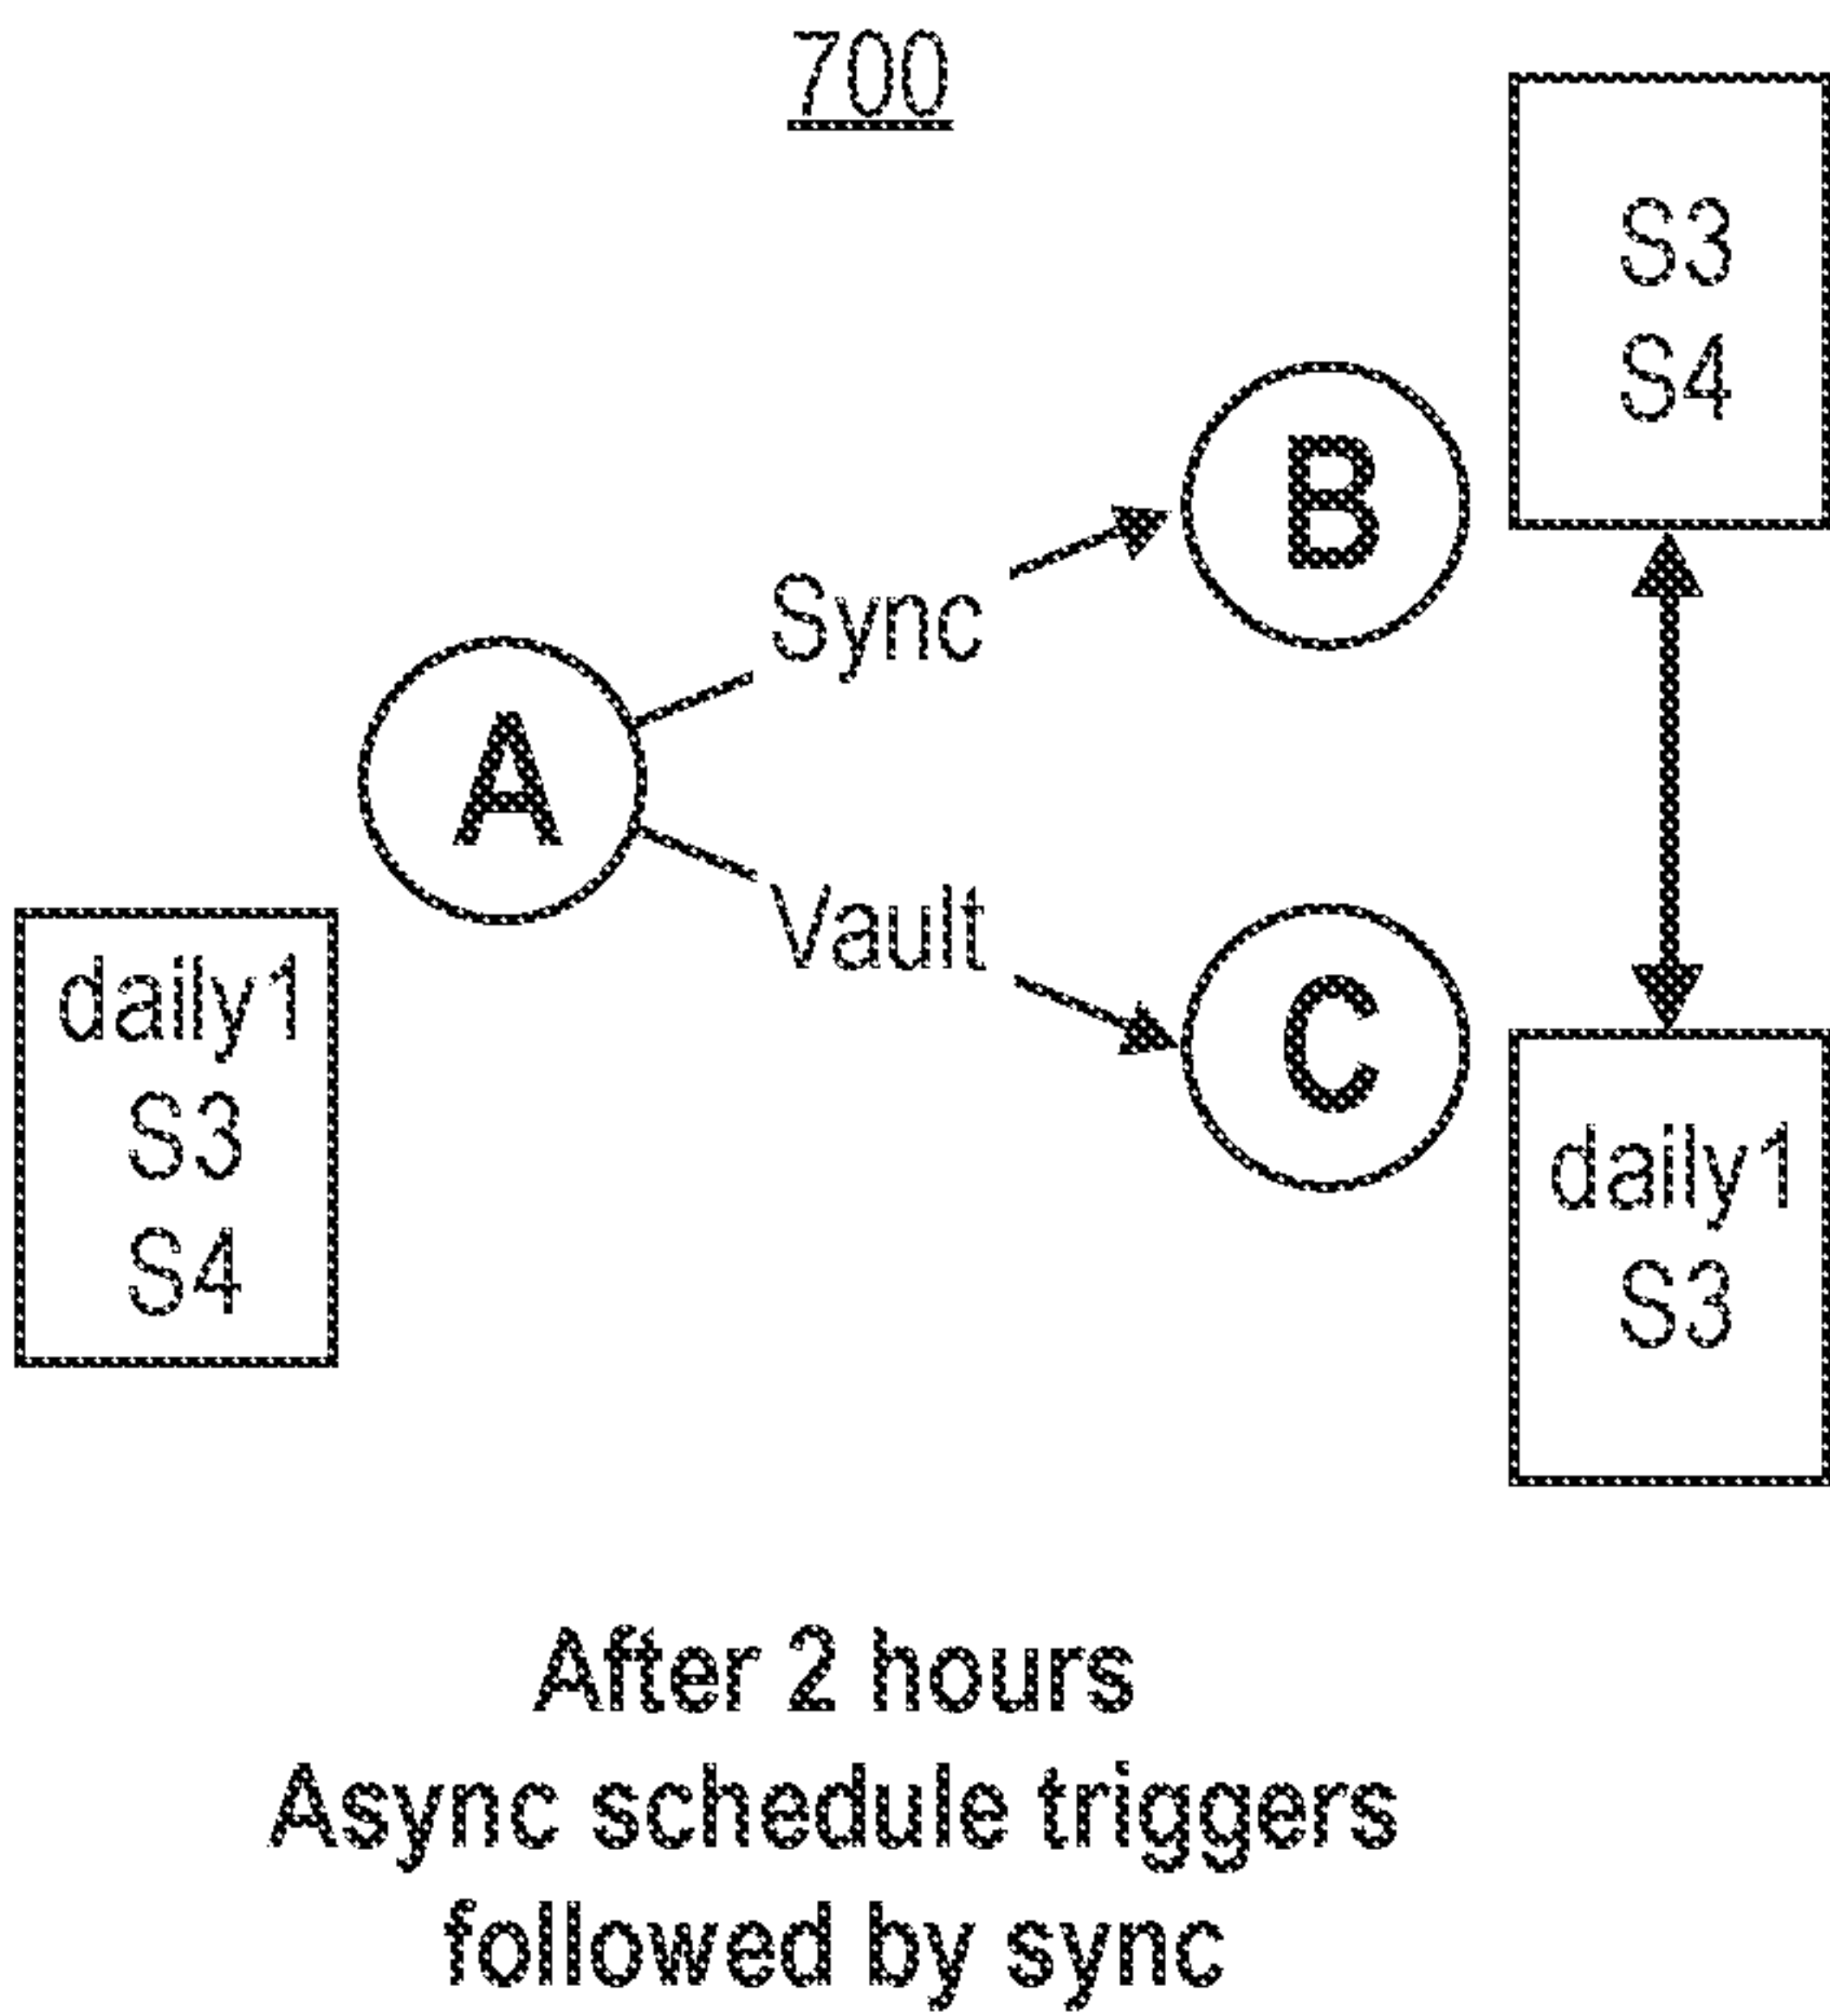 700
S3
S4
B
Sync
A
Vault
C
daily1
S3
S4
daily1
S3
After 2 hours
Async schedule triggers
followed by sync